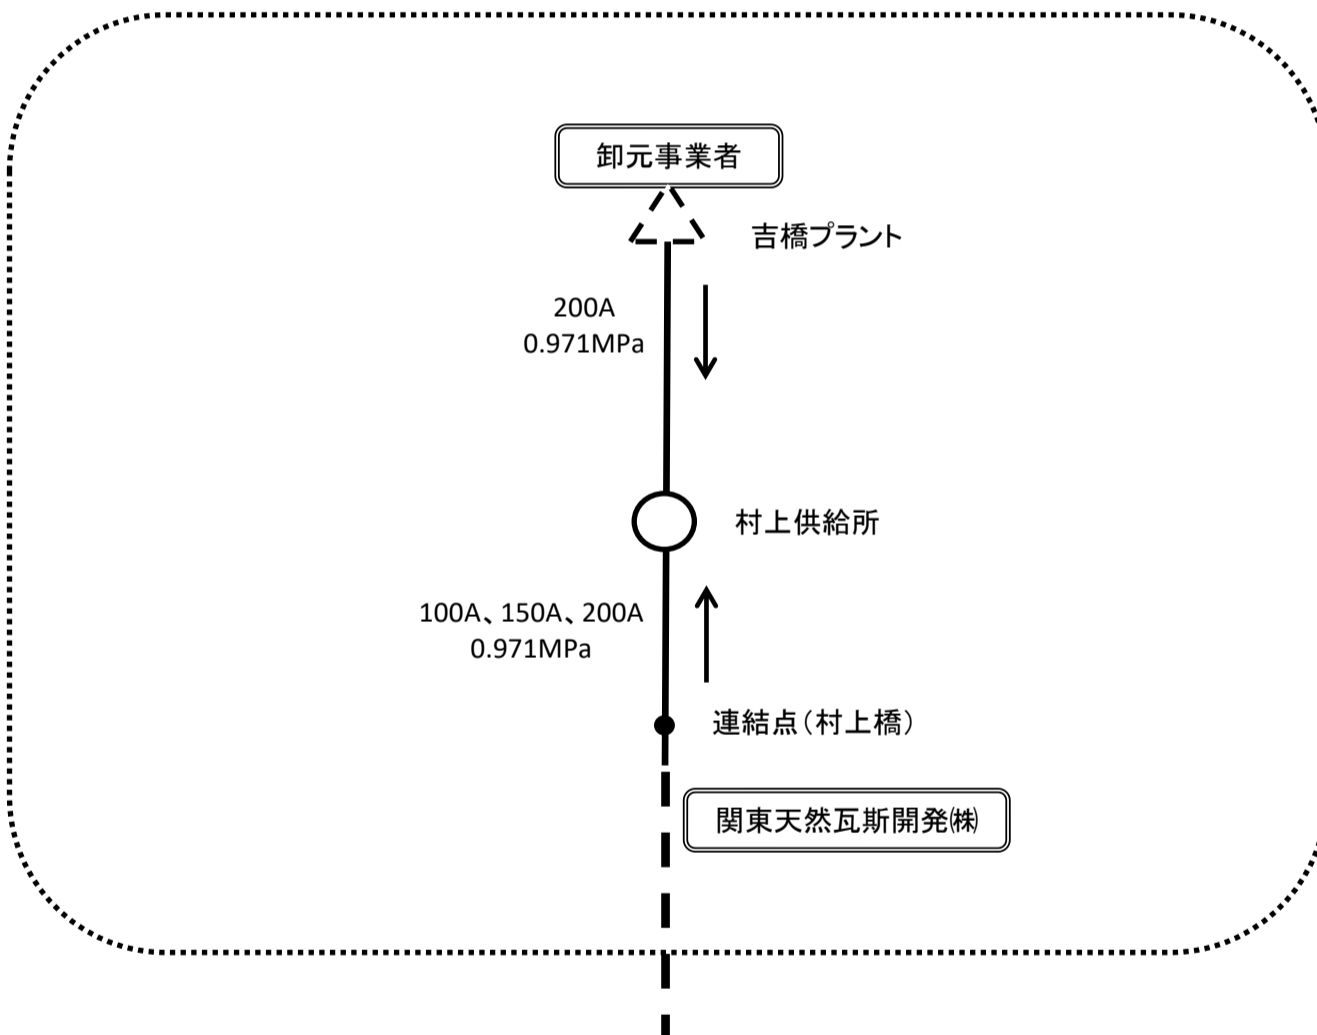 卸元事業者
吉橋プラント
200A
0.971MPa
村上供給所
100A、150A、200A
0.971MPa
連結点（村上橋）
関東天然瓦斯開発㈱